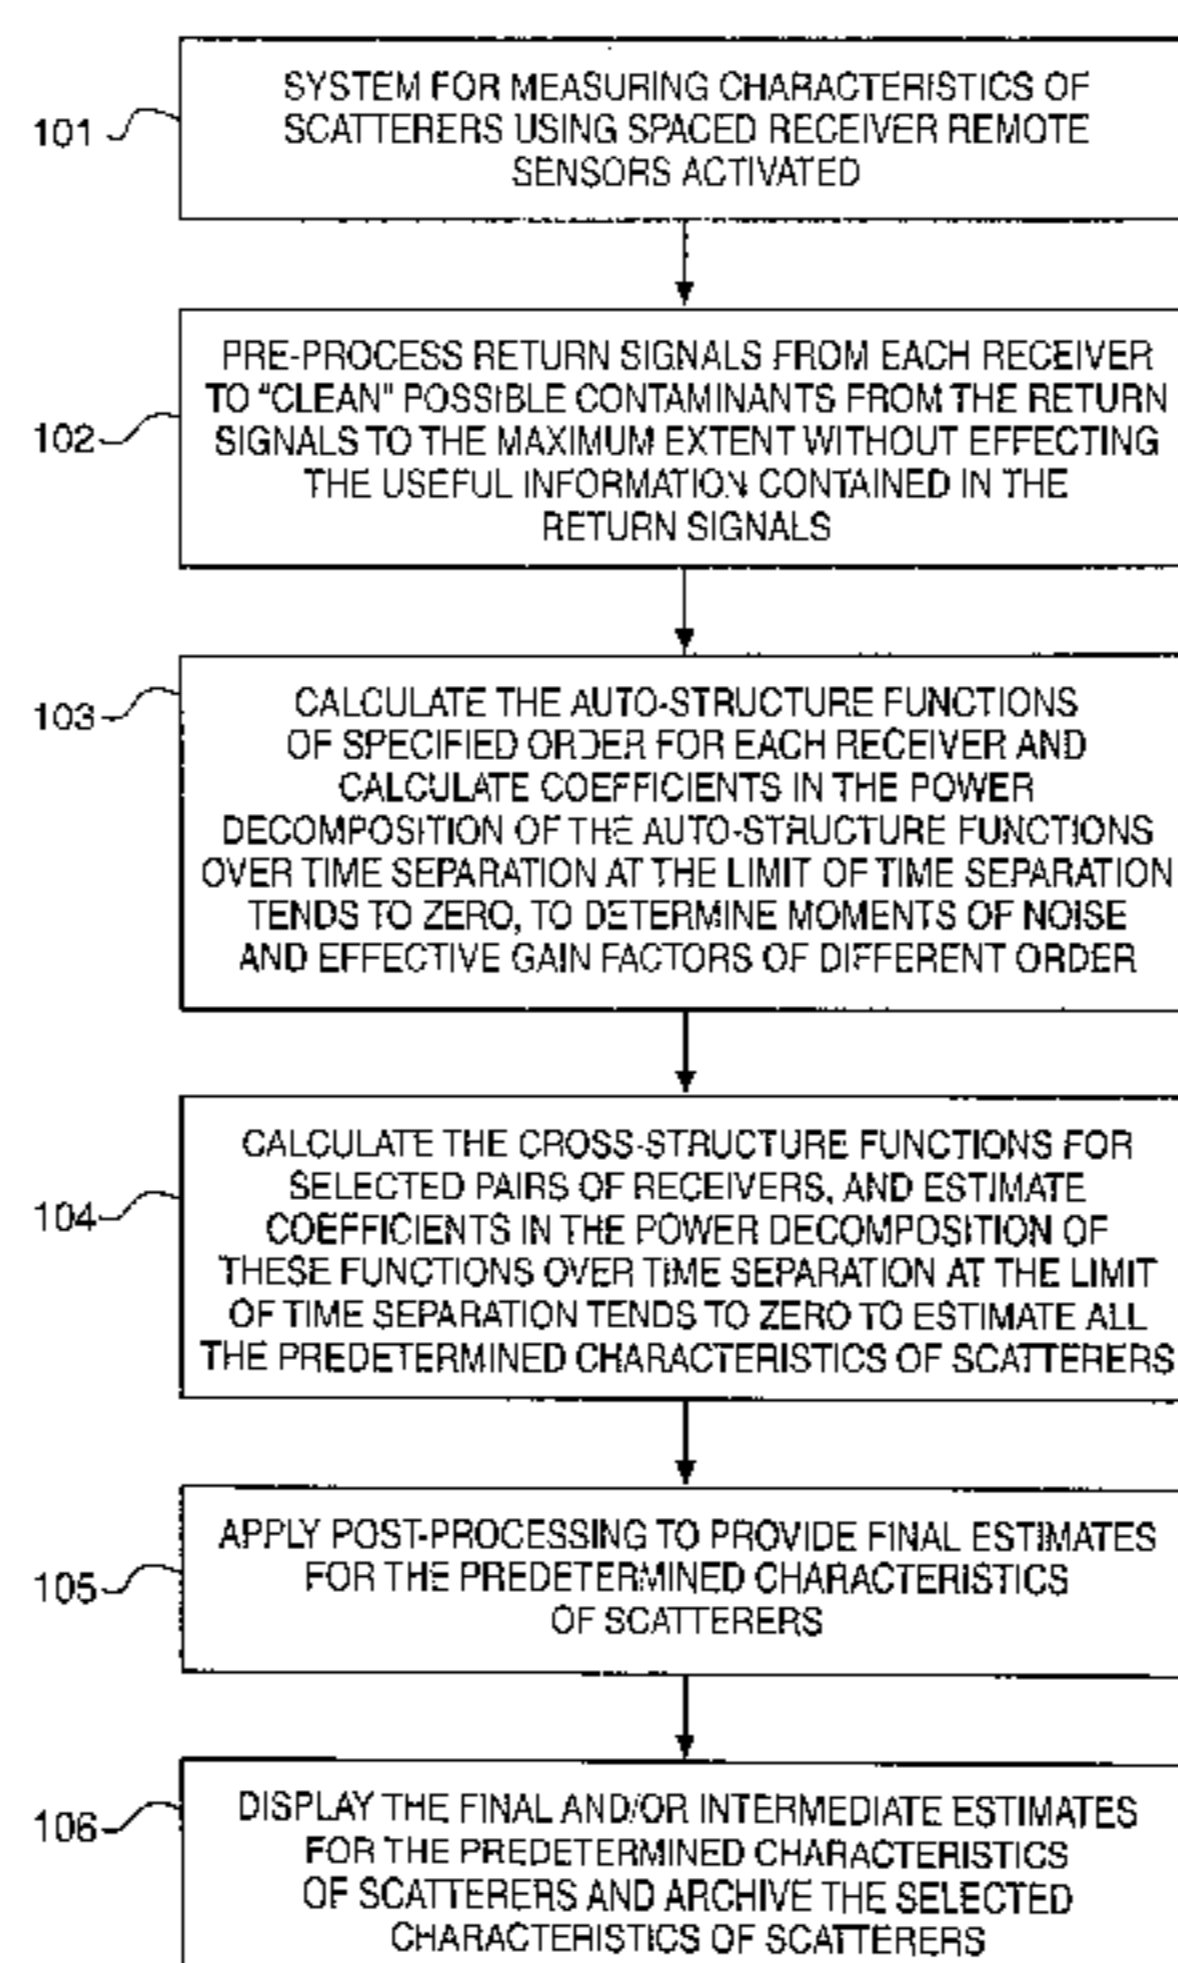 101
SYSTEM FOR MEASURING CHARACTERISTICS OF
SCATTERERS USING SPACED RECEIVER REMOTE
SENSORS ACTIVATED
102
PRE-PROCESS RETURN SIGNALS FROM EACH RECEIVER
TO "CLEAN" POSSIBLE CONTAMINANTS FROM THE RETURN
SIGNALS TO THE MAXIMUM EXTENT WITHOUT EFFECTING
THE USEFUL INFORMATION CONTAINED IN THE
RETURN SIGNALS
103
CALCULATE THE AUTO-STRUCTURE FUNCTIONS
OF SPECIFIED ORDER FOR EACH RECEIVER AND
CALCULATE COEFFICIENTS IN THE POWER
DECOMPOSITION OF THE AUTO-STRUCTURE FUNCTIONS
OVER TIME SEPARATION AT THE LIMIT OF TIME SEPARATION
TENDS TO ZERO, TO DETERMINE MOMENTS OF NOISE
AND EFFECTIVE GAIN FACTORS OF DIFFERENT ORDER
104
CALCULATE THE CROSS-STRUCTURE FUNCTIONS FOR
SELECTED PAIRS OF RECEIVERS, AND ESTIMATE
COEFFICIENTS IN THE POWER DECOMPOSITION OF
THESE FUNCTIONS OVER TIME SEPARATION AT THE LIMIT
OF TIME SEPARATION TENDS TO ZERO TO ESTIMATE ALL
THE PREDETERMINED CHARACTERISTICS OF SCATTERERS
105
APPLY POST-PROCESSING TO PROVIDE FINAL ESTIMATES
FOR THE PREDETERMINED CHARACTERISTICS
OF SCATTERERS
106
DISPLAY THE FINAL AND/OR INTERMEDIATE ESTIMATES
FOR THE PREDETERMINED CHARACTERISTICS
OF SCATTERERS AND ARCHIVE THE SELECTED
CHARACTERISTICS OF SCATTERERS